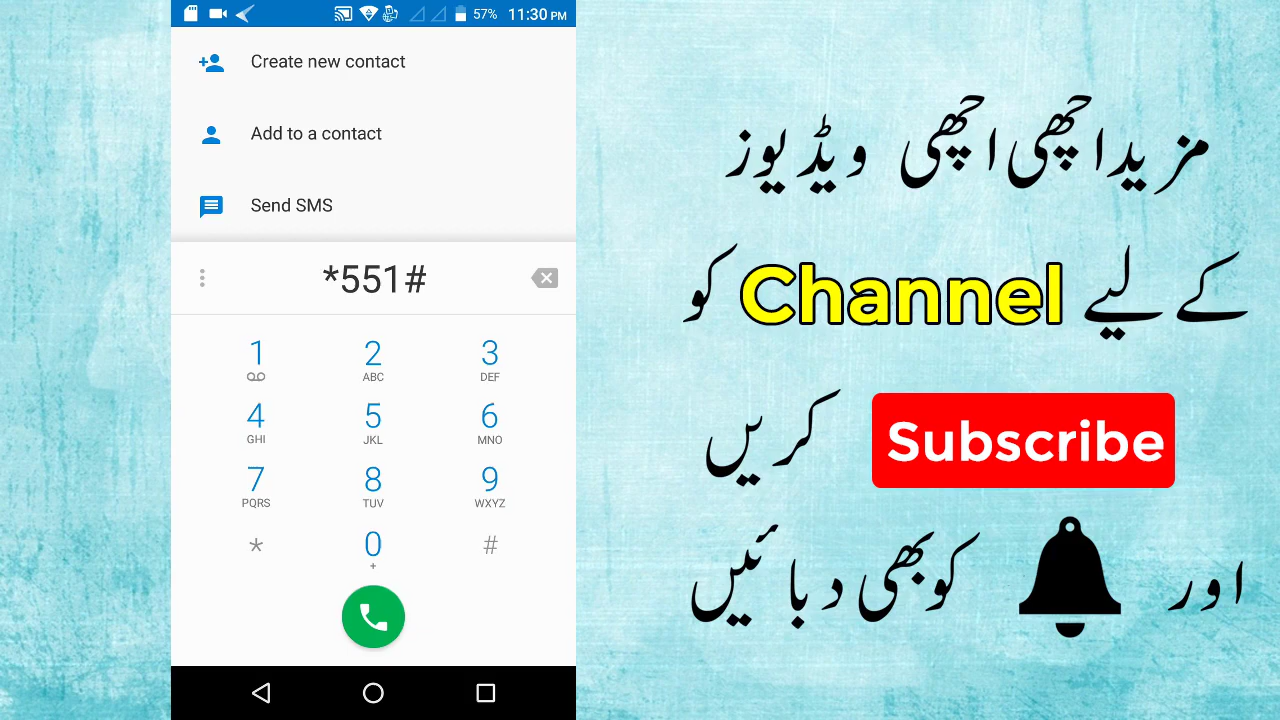 57% 11:30 PM
Create new contact
Add to a contact
Send SMS
*551#
1 2 3
ABC DEF
4 5 6
GHI JKL MNO
7 8 9
PQRS TUV WXYZ
* 0 #
+
مزید اچھی اچھی ویڈیوز
کے لیے Channel کو
Subscribe کریں
اور کو بھی دبائیں